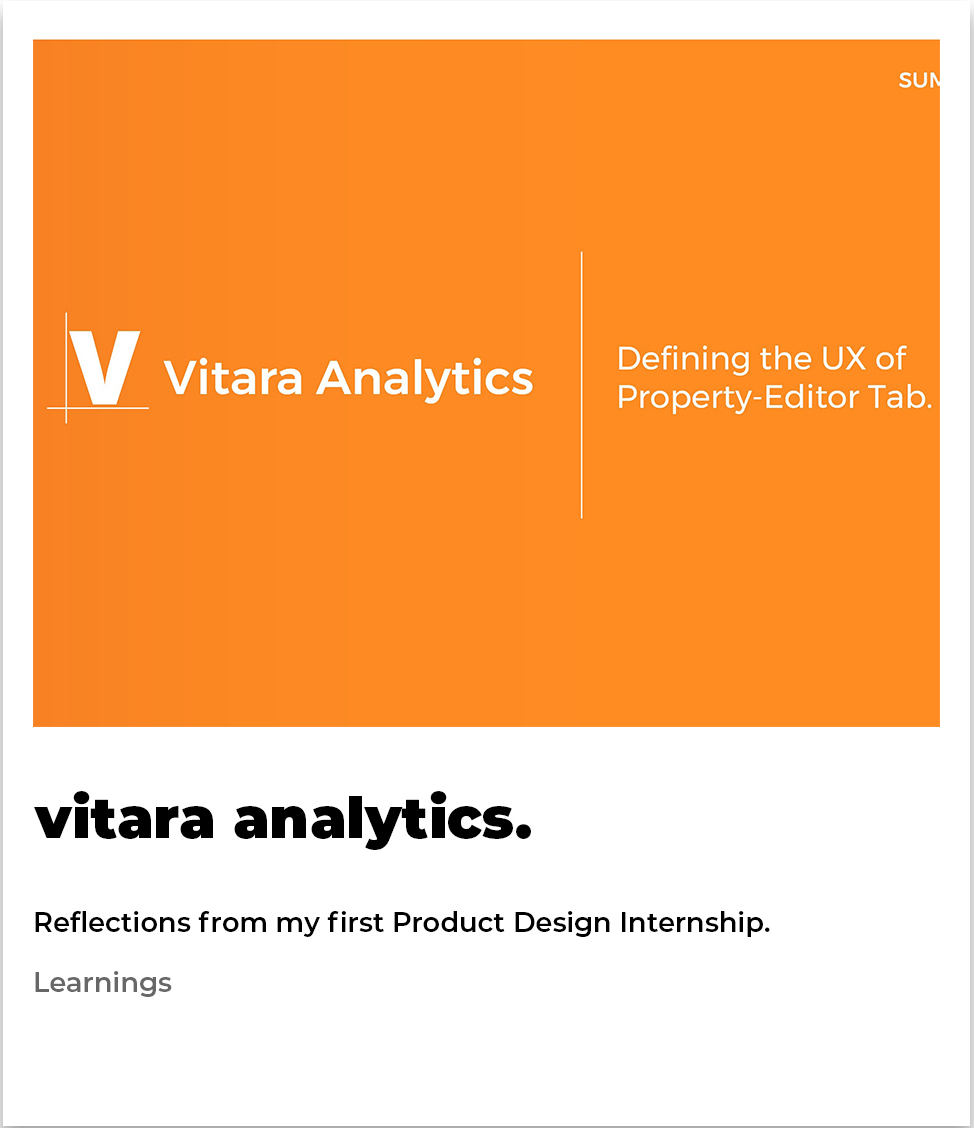 SUM
V Vitara Analytics
Defining the UX of
Property-Editor Tab.
vitara analytics.
Reflections from my first Product Design Internship.
Learnings